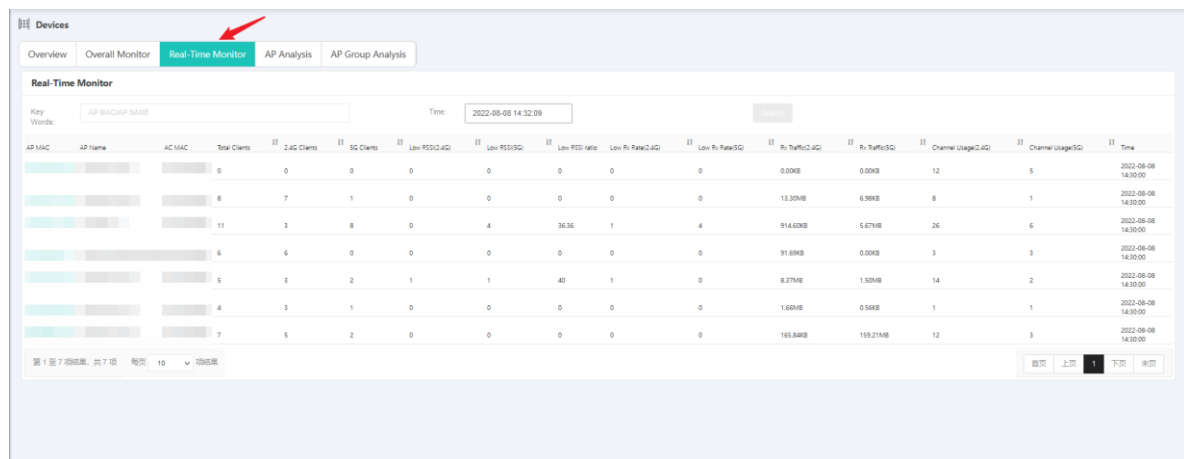 Devices
Overview Overall Monitor Real-Time Monitor AP Analysis AP Group Analysis
Real-Time Monitor
Key Words: AP MAC/AP NAME Time: 2022-08-08 14:32:09 Search
AP MAC AP Name AC MAC Total Clients 2.4G Clients 5G Clients Low RSSI(2.4G) Low RSSI(5G) Low RSSI ratio Low Rx Rate(2.4G) Low Rx Rate(5G) Rx Traffic(2.4G) Rx Traffic(5G) Channel Usage(2.4G) Channel Usage(5G) Time
0 0 0 0 0 0 0 0 0.00KB 0.00KB 12 5 2022-08-08 14:30:00
8 7 1 0 0 0 0 0 13.30MB 6.98KB 8 1 2022-08-08 14:30:00
11 3 8 0 4 36.36 1 4 914.60KB 5.67MB 26 6 2022-08-08 14:30:00
6 6 0 0 0 0 0 0 91.69KB 0.00KB 3 3 2022-08-08 14:30:00
5 3 2 1 1 40 1 0 8.37MB 1.50MB 14 2 2022-08-08 14:30:00
4 3 1 0 0 0 0 0 1.66MB 0.56KB 1 1 2022-08-08 14:30:00
7 5 2 0 0 0 0 0 165.84KB 159.21MB 12 3 2022-08-08 14:30:00
第 1 至 7 项结果，共 7 项 每页 10 项结果 首页 上页 1 下页 末页